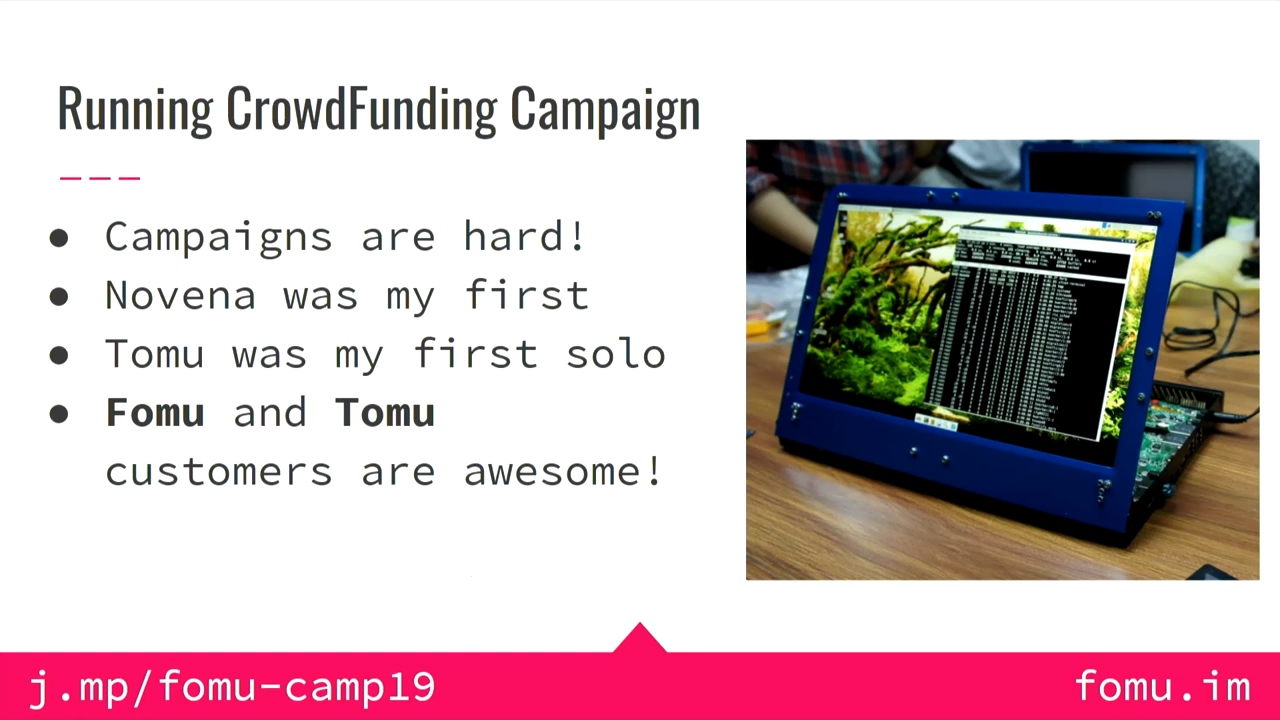 Running CrowdFunding Campaign
● Campaigns are hard!
● Novena was my first
● Tomu was my first solo
● Fomu and Tomu
customers are awesome!
j.mp/fomu-camp19
fomu.im